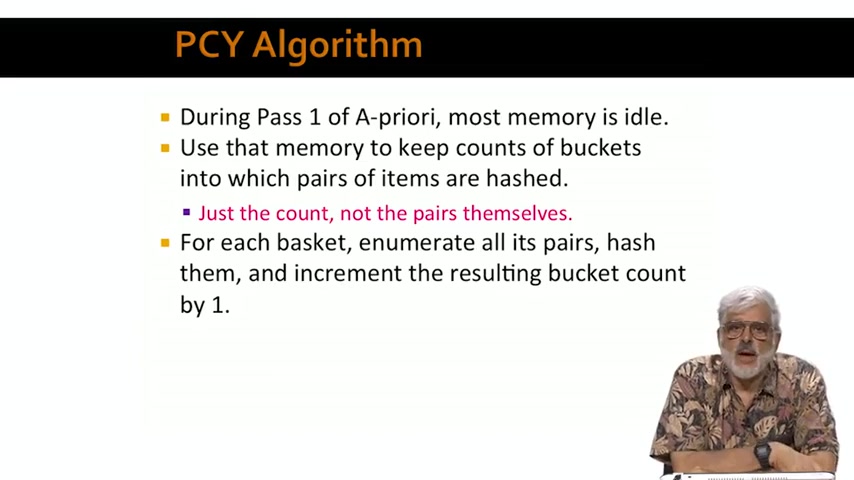 PCY Algorithm
During Pass 1 of A-priori, most memory is idle.
Use that memory to keep counts of buckets
into which pairs of items are hashed.
Just the count, not the pairs themselves.
For each basket, enumerate all its pairs, hash
them, and increment the resulting bucket count
by 1.